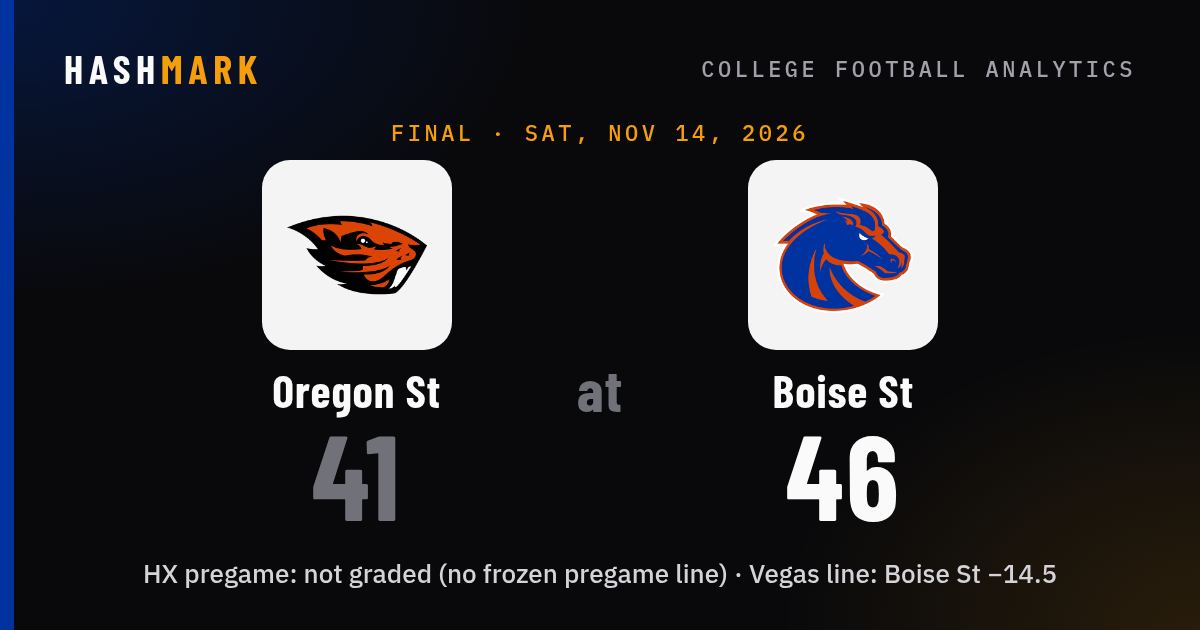 HASHMARK
COLLEGE FOOTBALL ANALYTICS
FINAL · SAT, NOV 14, 2026
Oregon St
at
Boise St
41
46
HX pregame: not graded (no frozen pregame line) · Vegas line: Boise St −14.5